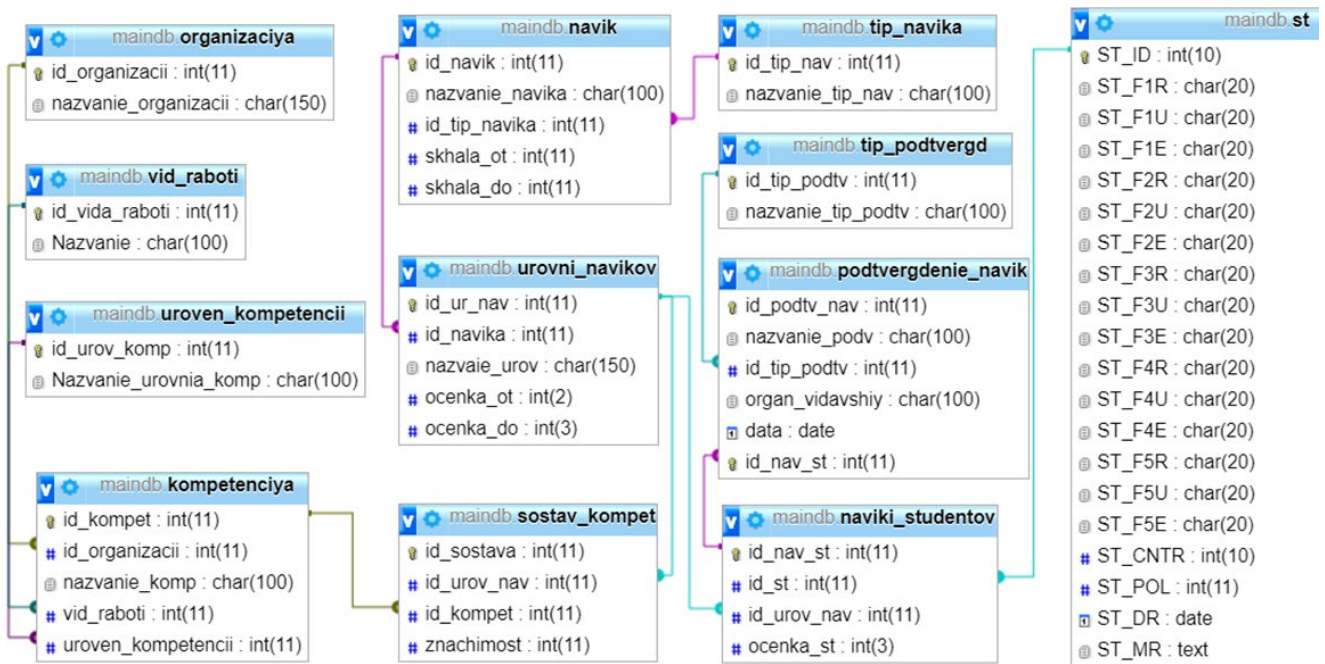 maindb.organizaciya
id_organizacii : int(11)
nazvanie_organizacii : char(150)
maindb.vid_raboti
id_vida_raboti : int(11)
Nazvanie : char(100)
maindb.uroven_kompetencii
id_urov_komp : int(11)
Nazvanie_urovnia_komp : char(100)
maindb.kompetenciya
id_kompet : int(11)
id_organizacii : int(11)
nazvanie_komp : char(100)
vid_raboti : int(11)
uroven_kompetencii : int(11)
maindb.navik
id_navik : int(11)
nazvanie_navika : char(100)
id_tip_navika : int(11)
skhala_ot : int(11)
skhala_do : int(11)
maindb.urovni_navikov
id_ur_nav : int(11)
id_navika : int(11)
nazvaie_urov : char(150)
ocenka_ot : int(2)
ocenka_do : int(3)
maindb.sostav_kompet
id_sostava : int(11)
id_urov_nav : int(11)
id_kompet : int(11)
znachimost : int(11)
maindb.tip_navika
id_tip_nav : int(11)
nazvanie_tip_nav : char(100)
maindb.tip_podtvergd
id_tip_podtv : int(11)
nazvanie_tip_podtv : char(100)
maindb.podtvergdenie_navik
id_podtv_nav : int(11)
nazvanie_podv : char(100)
id_tip_podtv : int(11)
organ_vidavshiy : char(100)
data : date
id_nav_st : int(11)
maindb.naviki_studentov
id_nav_st : int(11)
id_st : int(11)
id_urov_nav : int(11)
ocenka_st : int(3)
maindb.st
ST_ID : int(10)
ST_F1R : char(20)
ST_F1U : char(20)
ST_F1E : char(20)
ST_F2R : char(20)
ST_F2U : char(20)
ST_F2E : char(20)
ST_F3R : char(20)
ST_F3U : char(20)
ST_F3E : char(20)
ST_F4R : char(20)
ST_F4U : char(20)
ST_F4E : char(20)
ST_F5R : char(20)
ST_F5U : char(20)
ST_F5E : char(20)
ST_CNTR : int(10)
ST_POL : int(11)
ST_DR : date
ST_MR : text